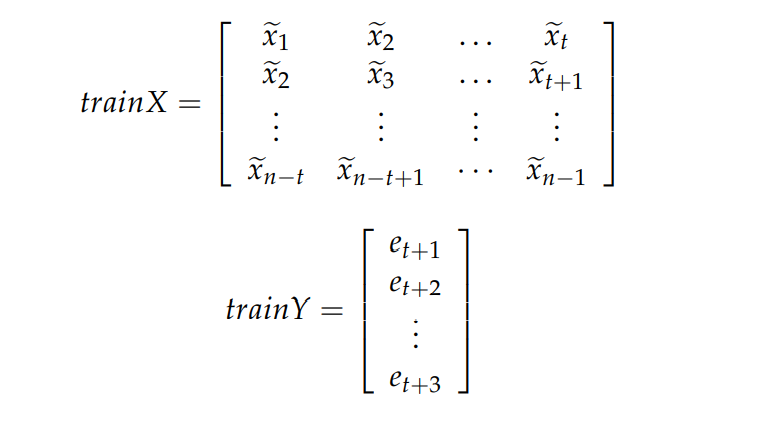 trainX = [ x̃₁ x̃₂ … x̃ₜ
x̃₂ x̃₃ … x̃ₜ₊₁
⋮ ⋮ ⋮ ⋮
x̃ₙ₋ₜ x̃ₙ₋ₜ₊₁ ⋯ x̃ₙ₋₁ ]
trainY = [ eₜ₊₁
eₜ₊₂
⋮
eₜ₊₃ ]